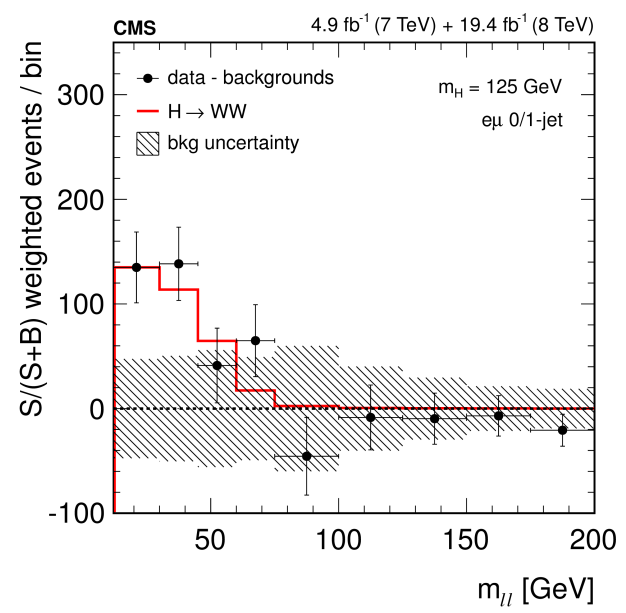 CMS 4.9 fb⁻¹ (7 TeV) + 19.4 fb⁻¹ (8 TeV)
S/(S+B) weighted events / bin
300
200
100
0
-100
data - backgrounds
H → WW
bkg uncertainty
m_H = 125 GeV
eμ 0/1-jet
50 100 150 200
m_ll [GeV]